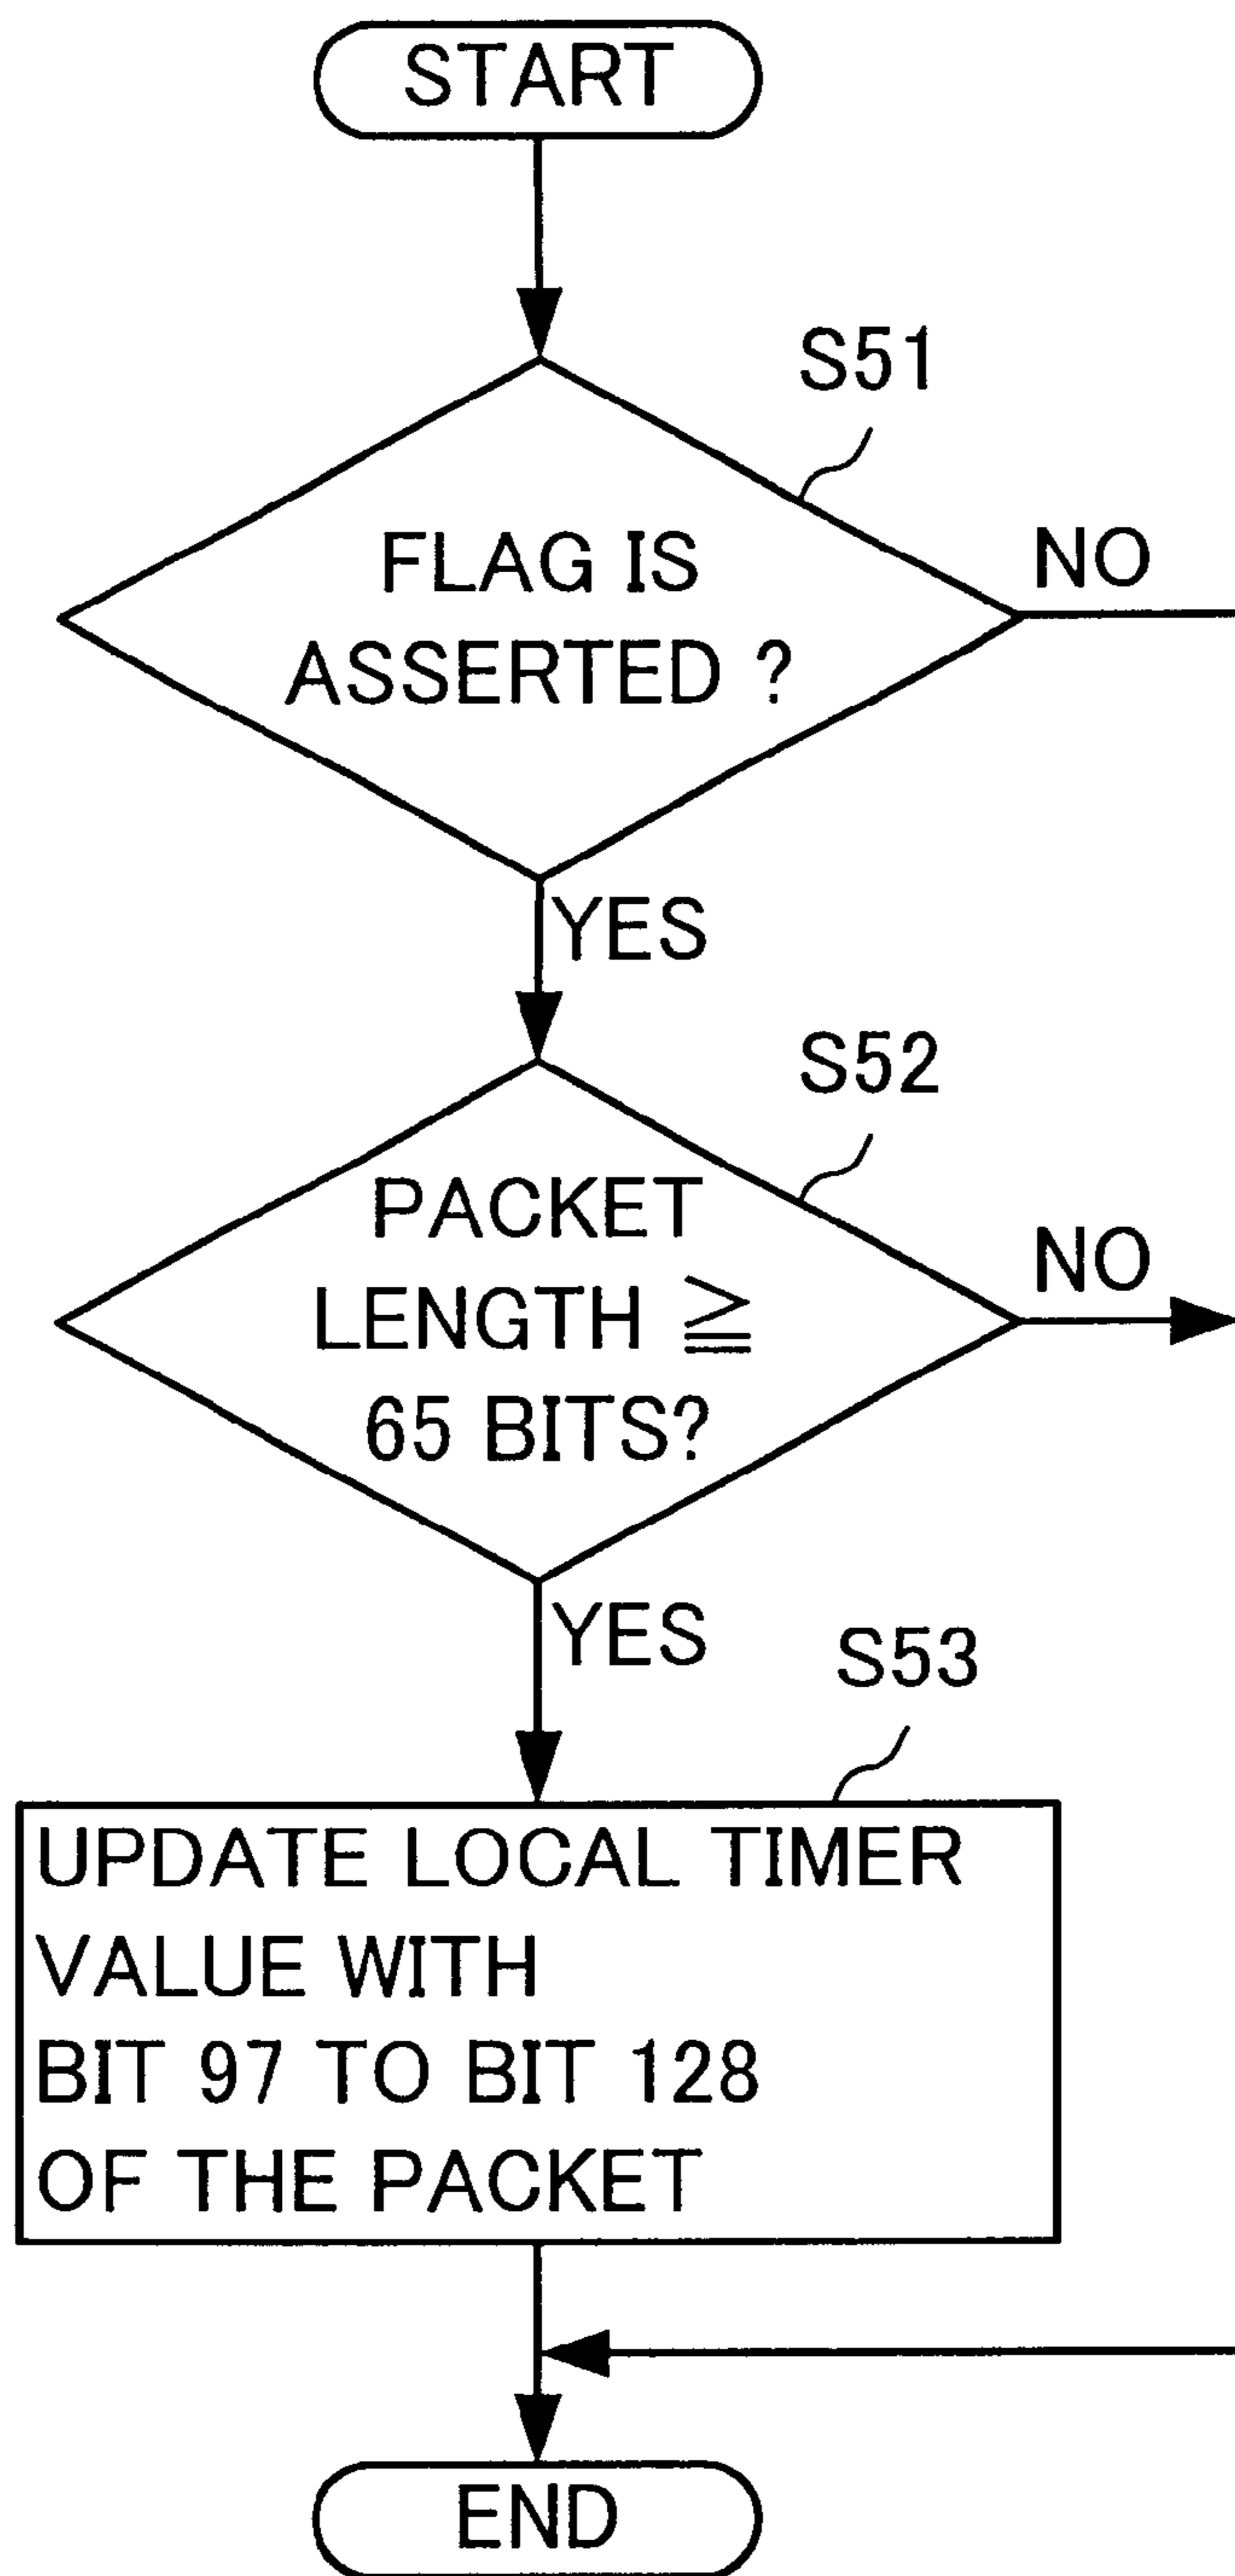 START
S51
FLAG IS
ASSERTED ?
NO
YES
S52
PACKET
LENGTH ≧
65 BITS?
NO
YES
S53
UPDATE LOCAL TIMER
VALUE WITH
BIT 97 TO BIT 128
OF THE PACKET
END